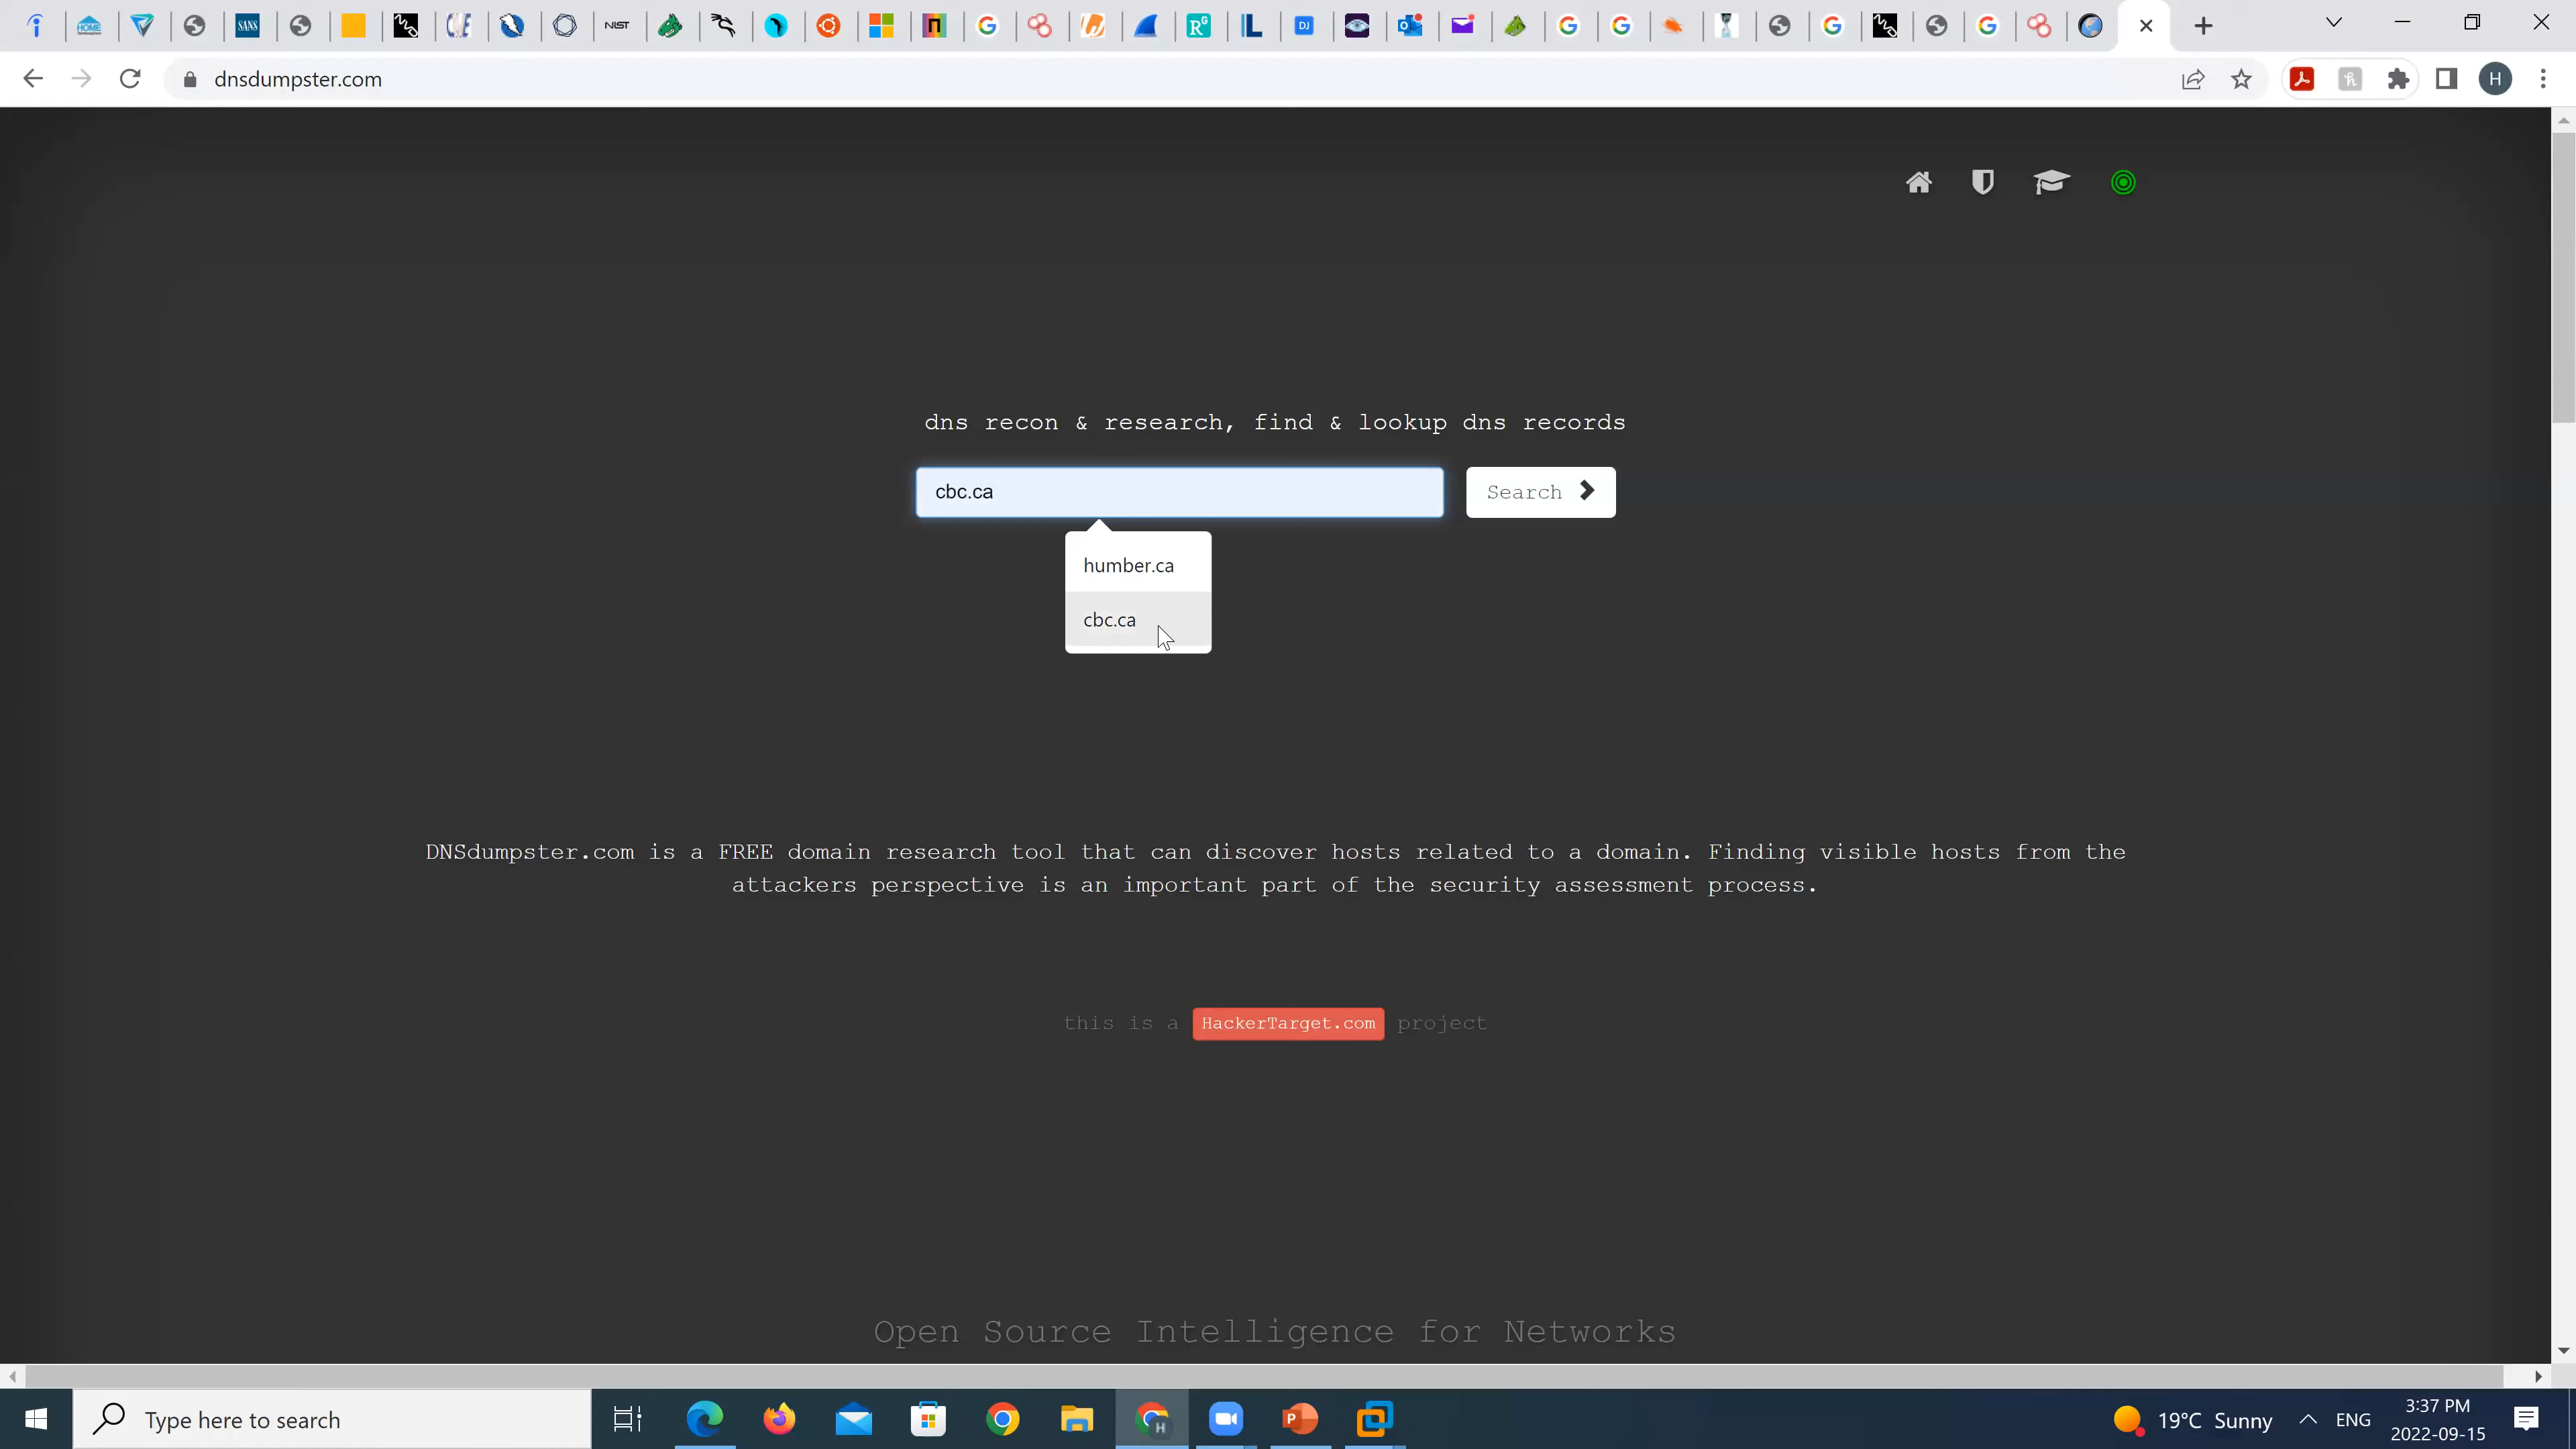 SANS
NIST
dnsdumpster.com
dns recon & research, find & lookup dns records
cbc.ca
Search
humber.ca
cbc.ca
DNSdumpster.com is a FREE domain research tool that can discover hosts related to a domain. Finding visible hosts from the
attackers perspective is an important part of the security assessment process.
this is a HackerTarget.com project
Open Source Intelligence for Networks
Type here to search
19°C Sunny
ENG
3:37 PM
2022-09-15